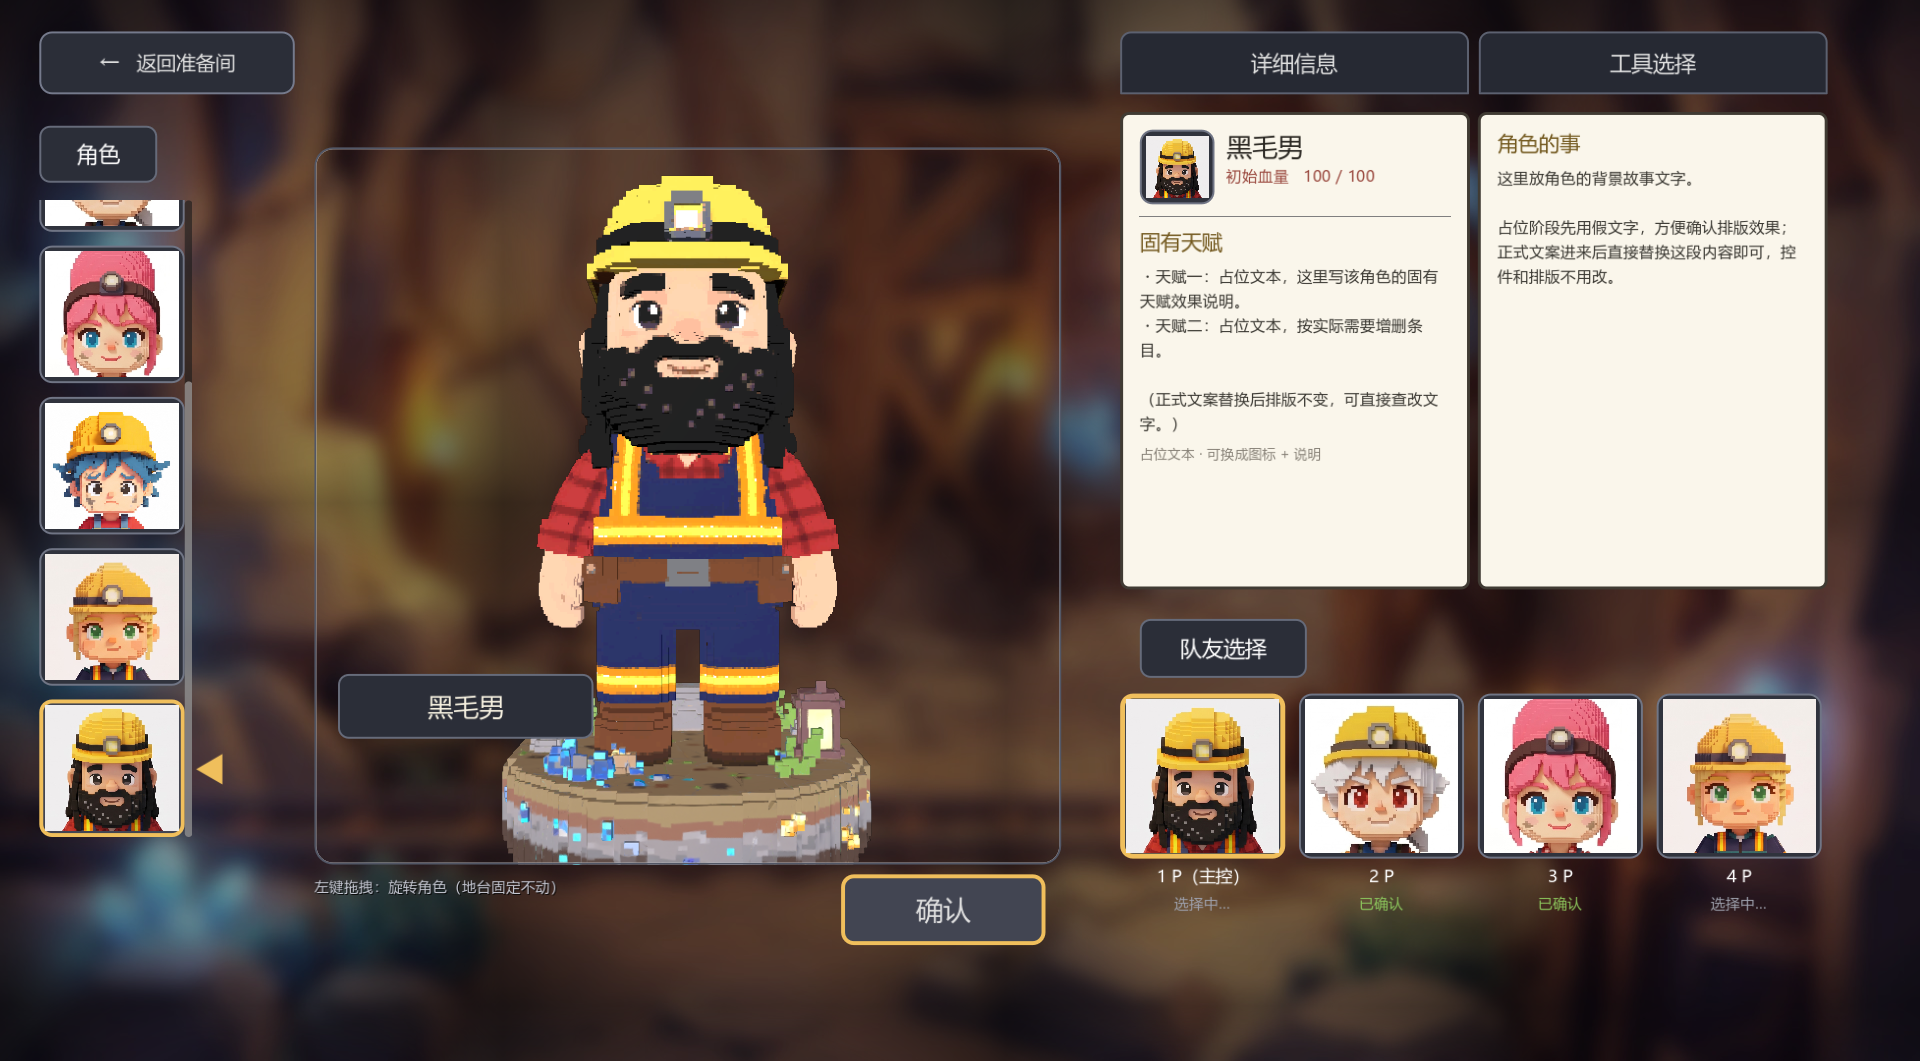 ← 返回准备间
角色
黑毛男
左键拖拽：旋转角色（地台固定不动）
确认
详细信息
工具选择
黑毛男
初始血量 100 / 100
固有天赋
· 天赋一：占位文本，这里写该角色的固有
天赋效果说明。
· 天赋二：占位文本，按实际需要增删条
目。
（正式文案替换后排版不变，可直接查改文
字。）
占位文本 · 可换成图标 + 说明
角色的事
这里放角色的背景故事文字。
占位阶段先用假文字，方便确认排版效果；
正式文案进来后直接替换这段内容即可，控
件和排版不用改。
队友选择
1 P（主控）
选择中...
2 P
已确认
3 P
已确认
4 P
选择中...